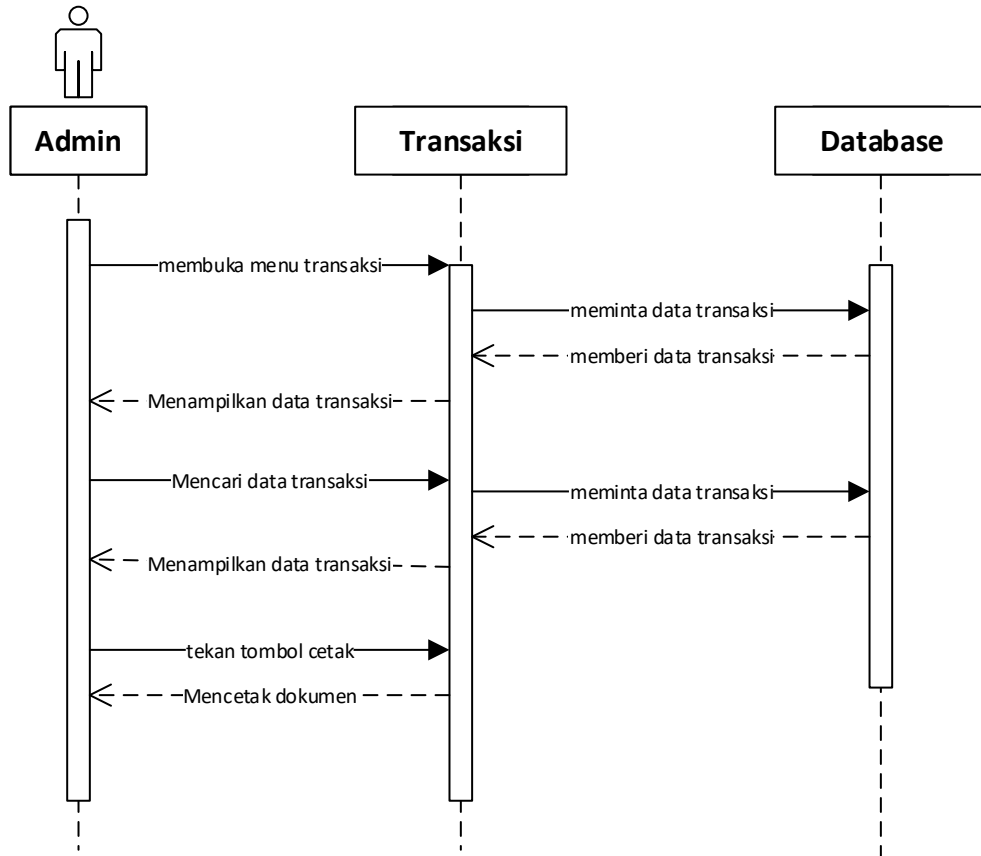 Admin
Transaksi
Database
membuka menu transaksi
meminta data transaksi
memberi data transaksi
Menampilkan data transaksi
Mencari data transaksi
meminta data transaksi
memberi data transaksi
Menampilkan data transaksi
tekan tombol cetak
Mencetak dokumen